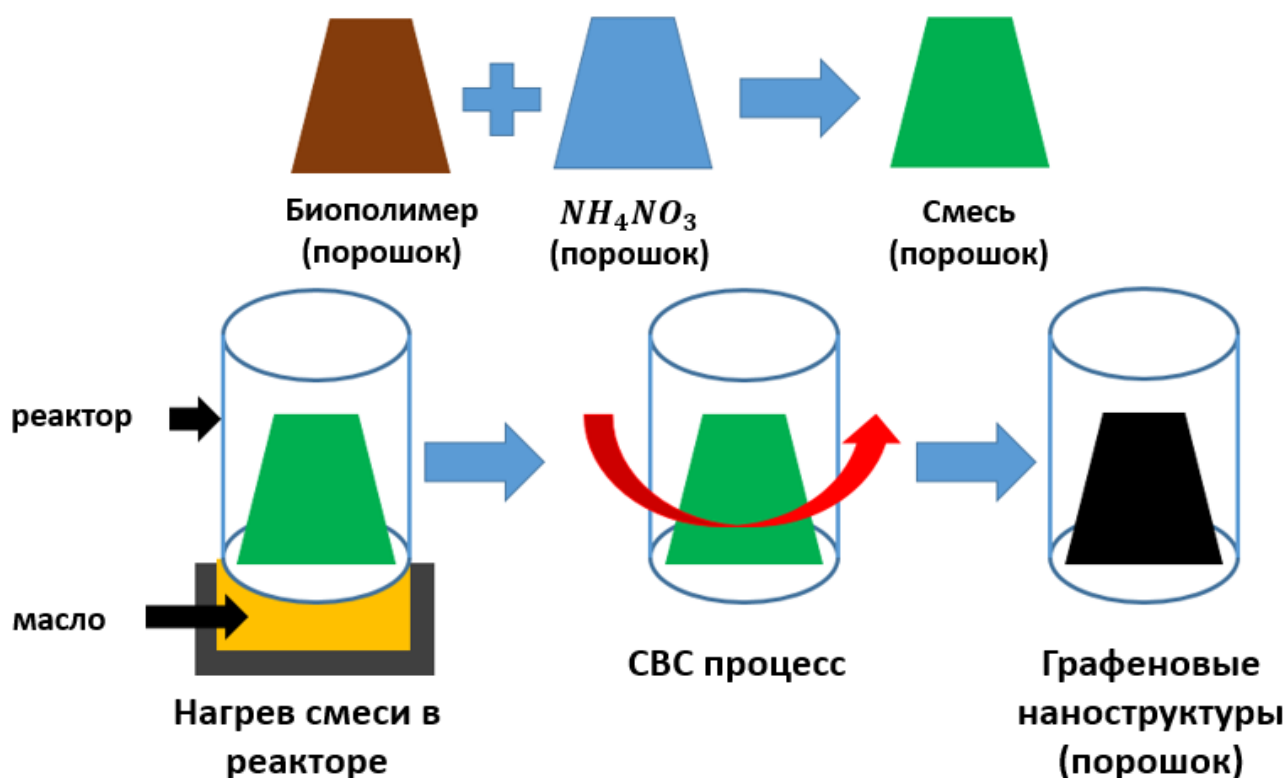 Биополимер
(порошок)
NH₄NO₃
(порошок)
Смесь
(порошок)
реактор
масло
Нагрев смеси в
реакторе
СВС процесс
Графеновые
наноструктуры
(порошок)